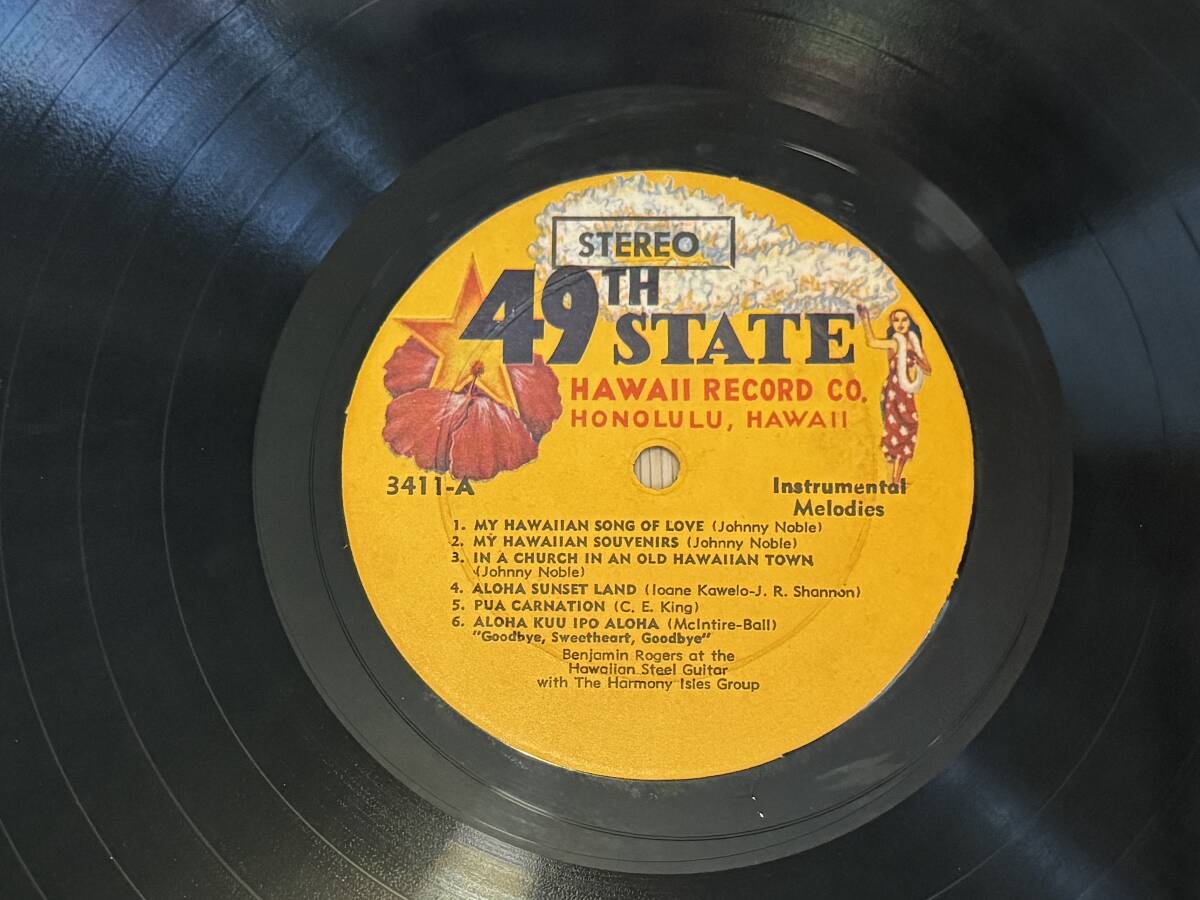 STEREO
49TH
STATE
HAWAII RECORD CO.
HONOLULU, HAWAII
3411-A
Instrumental
Melodies
1. MY HAWAIIAN SONG OF LOVE (Johnny Noble)
2. MY HAWAIIAN SOUVENIRS (Johnny Noble)
3. IN A CHURCH IN AN OLD HAWAIIAN TOWN
(Johnny Noble)
4. ALOHA SUNSET LAND (Ioane Kawelo-J. R. Shannon)
5. PUA CARNATION (C. E. King)
6. ALOHA KUU IPO ALOHA (McIntire-Ball)
"Goodbye, Sweetheart, Goodbye"
Benjamin Rogers at the
Hawaiian Steel Guitar
with The Harmony Isles Group